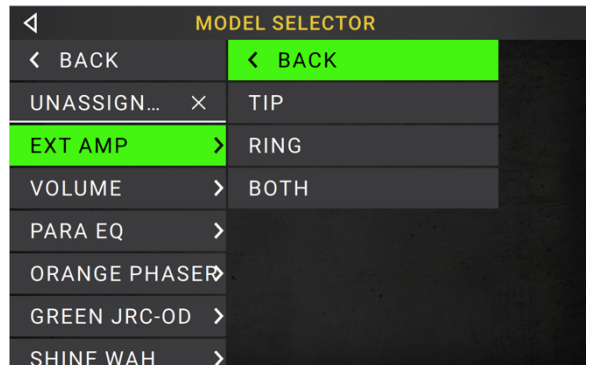 MODEL SELECTOR
BACK
UNASSIGN...
EXT AMP
VOLUME
PARA EQ
ORANGE PHASER
GREEN JRC-OD
SHINE WAH
BACK
TIP
RING
BOTH